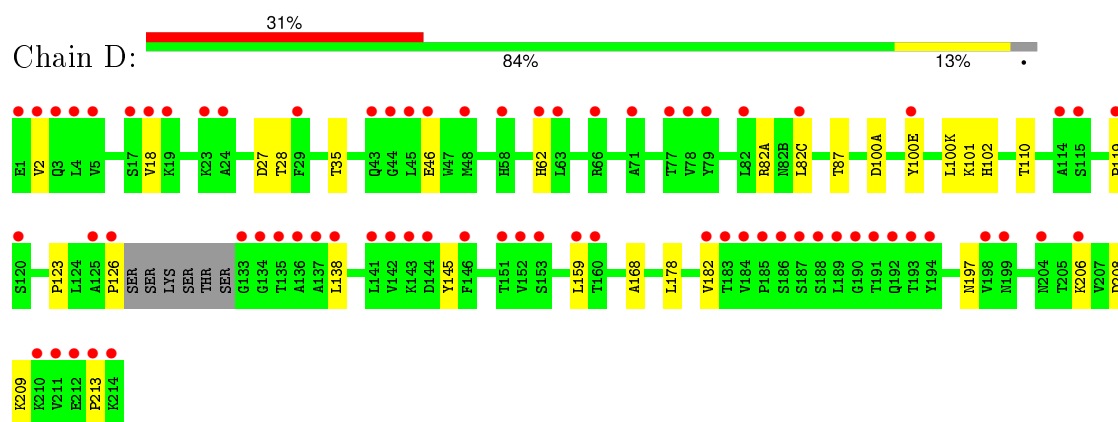 31%
Chain D:
84% 13% •
E1 V2 Q3 L4 V5 S17 V18 K19 K23 A24 D27 T28 F29 T35 Q43 G44 L45 E46 W47 M48 H58 H62 L63 R66 A71 T77 V78 Y79 L82 R82A N82B L82C T87 D100A Y100E L100K K101 H102 T110 A114 S115 P119
S120 P123 L124 A125 P126 SER SER LYS SER THR SER G133 G134 T135 A136 A137 L138 L141 V142 K143 D144 Y145 F146 T151 V152 S153 L159 T160 A168 L178 V182 T183 V184 P185 S186 S187 S188 L189 G190 T191 Q192 T193 Y194 N197 V198 N199 N204 T205 K206 V207 D208
K209 K210 V211 E212 P213 K214